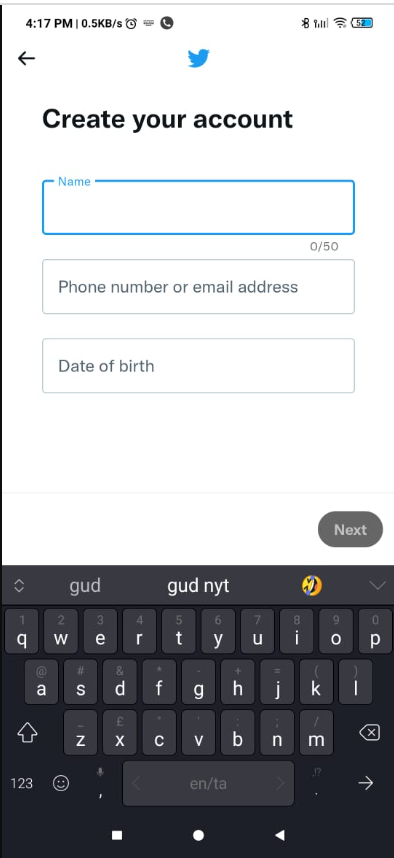 4:17 PM | 0.5KB/s
52
Create your account
Name
0/50
Phone number or email address
Date of birth
Next
gud gud nyt 🤣
1 2 3 4 5 6 7 8 9 0
q w e r t y u i o p
@ # & * - + = ( )
a s d f g h j k l
_ £ " ' : ; /
z x c v b n m
123 , en/ta ,!? .